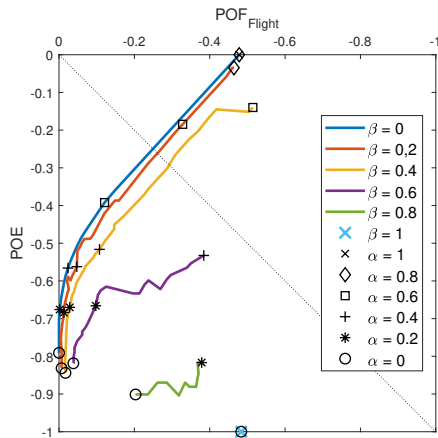 POF Flight
0 -0.2 -0.4 -0.6 -0.8 -1
POE
0
-0.1
-0.2
-0.3
-0.4
-0.5
-0.6
-0.7
-0.8
-0.9
-1
β = 0
β = 0,2
β = 0.4
β = 0.6
β = 0.8
β = 1
α = 1
α = 0.8
α = 0.6
α = 0.4
α = 0.2
α = 0